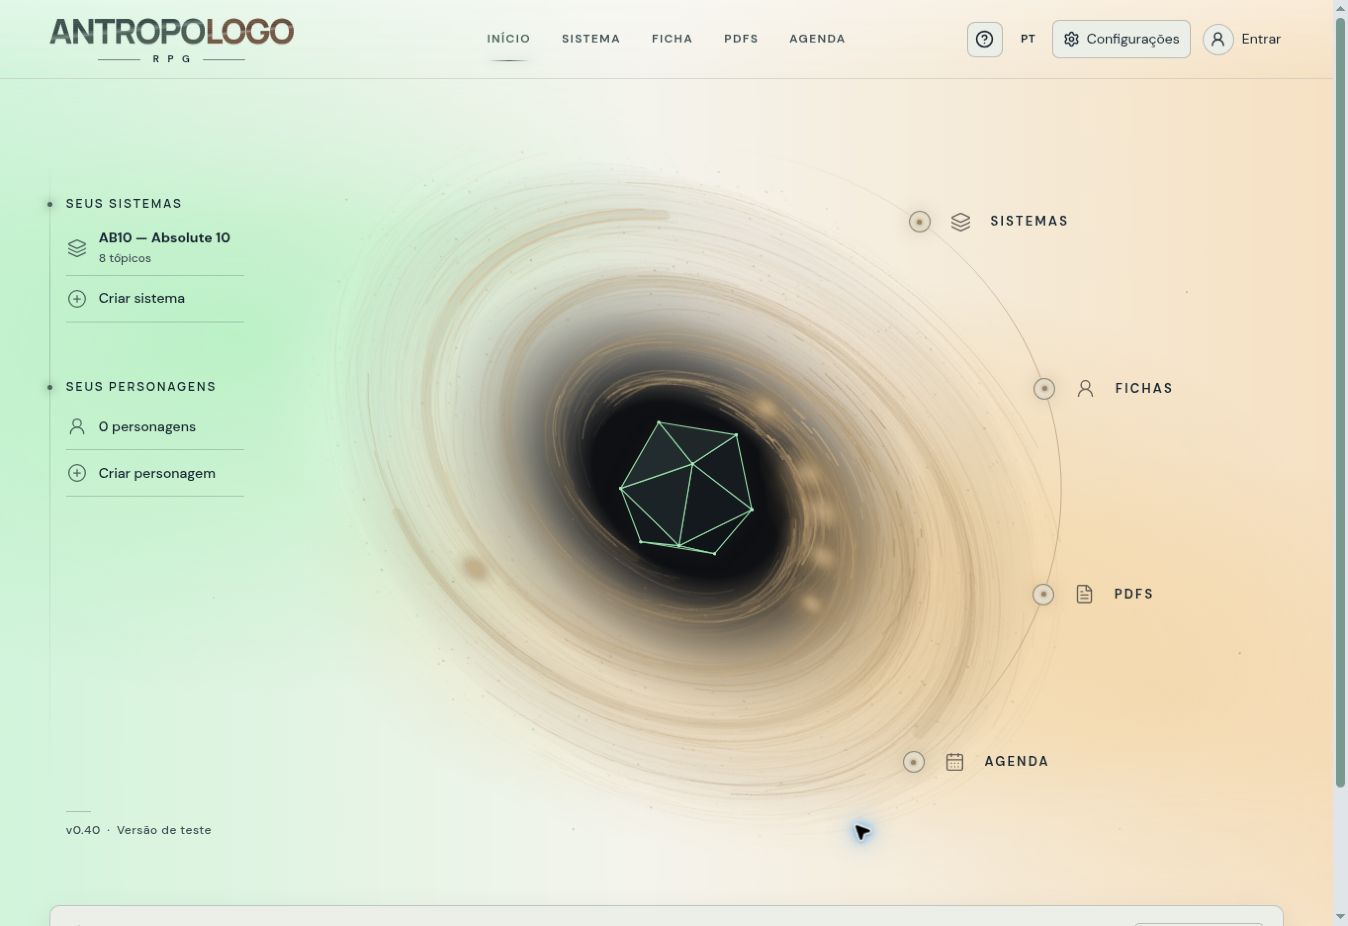 ANTROPOLOGO
RPG
INÍCIO
SISTEMA
FICHA
PDFS
AGENDA
PT
Configurações
Entrar
SEUS SISTEMAS
AB10 — Absolute 10
8 tópicos
Criar sistema
SEUS PERSONAGENS
0 personagens
Criar personagem
SISTEMAS
FICHAS
PDFS
AGENDA
v0.40 · Versão de teste